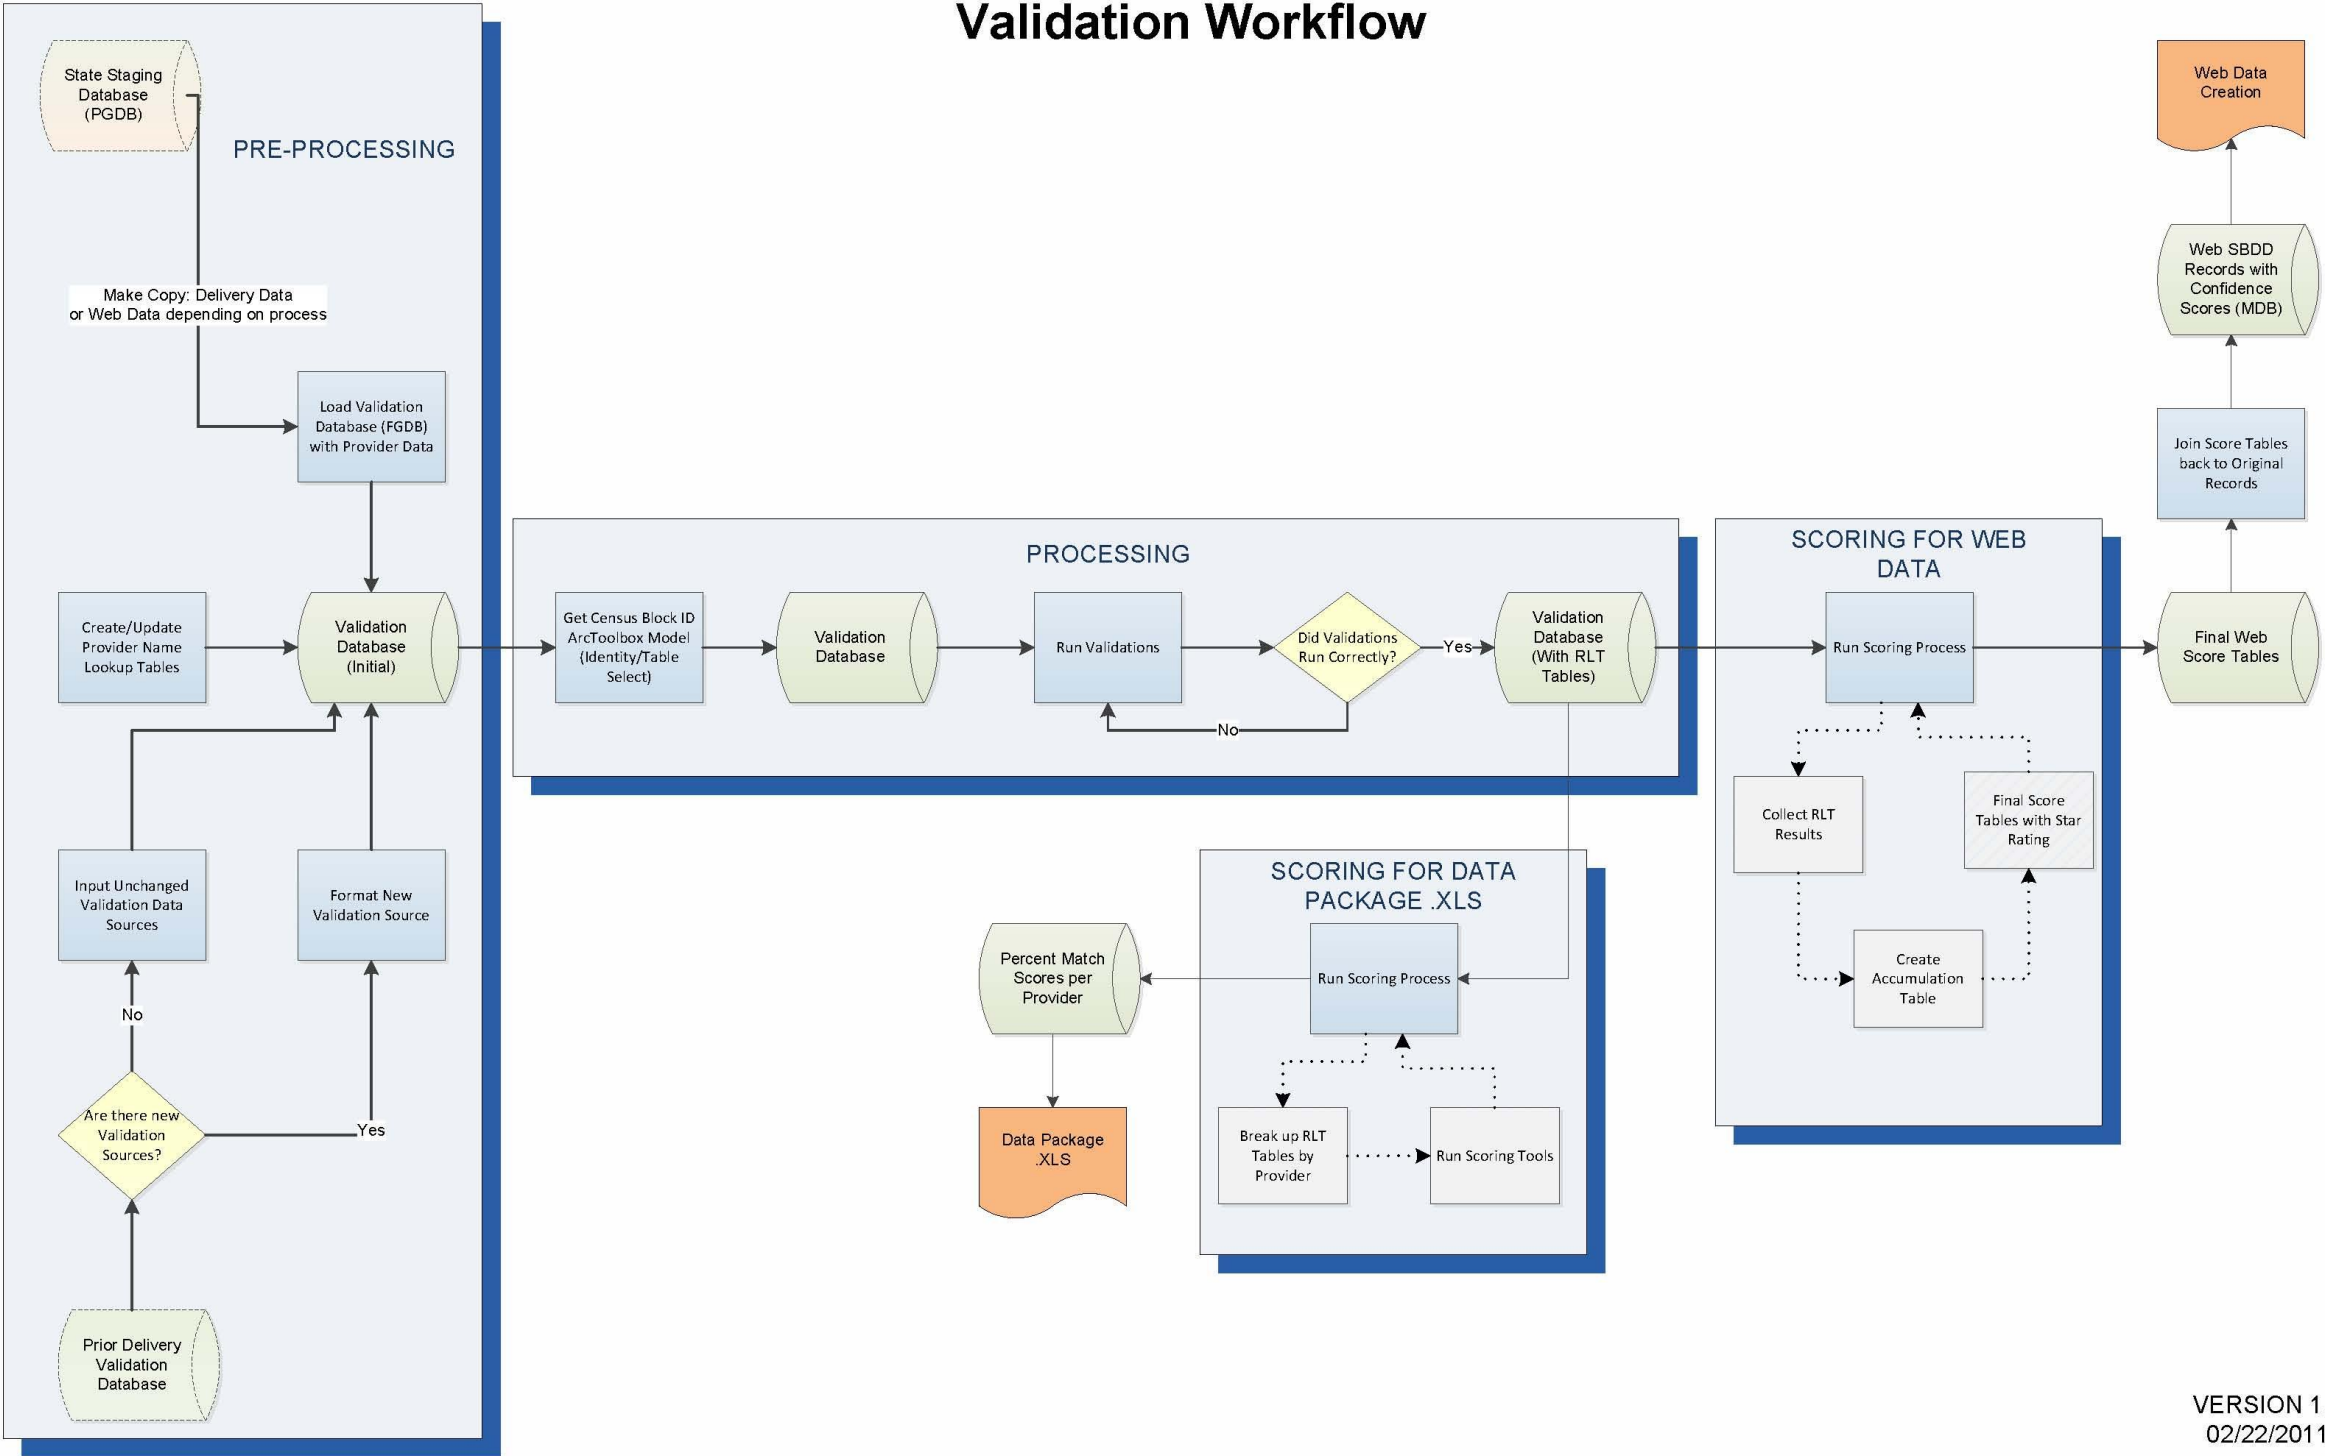 Validation Workflow
State Staging
Database
(PGDB)
PRE-PROCESSING
Make Copy: Delivery Data
or Web Data depending on process
Load Validation
Database (FGDB)
with Provider Data
Create/Update
Provider Name
Lookup Tables
Validation
Database
(Initial)
Input Unchanged
Validation Data
Sources
Format New
Validation Source
No
Are there new
Validation
Sources?
Yes
Prior Delivery
Validation
Database
PROCESSING
Get Census Block ID
ArcToolbox Model
(Identity/Table
Select)
Validation
Database
Run Validations
Did Validations
Run Correctly?
Yes
No
Validation
Database
(With RLT
Tables)
SCORING FOR DATA
PACKAGE .XLS
Run Scoring Process
Percent Match
Scores per
Provider
Data Package
.XLS
Break up RLT
Tables by
Provider
Run Scoring Tools
SCORING FOR WEB
DATA
Run Scoring Process
Collect RLT
Results
Final Score
Tables with Star
Rating
Create
Accumulation
Table
Web Data
Creation
Web SBDD
Records with
Confidence
Scores (MDB)
Join Score Tables
back to Original
Records
Final Web
Score Tables
VERSION 1
02/22/2011